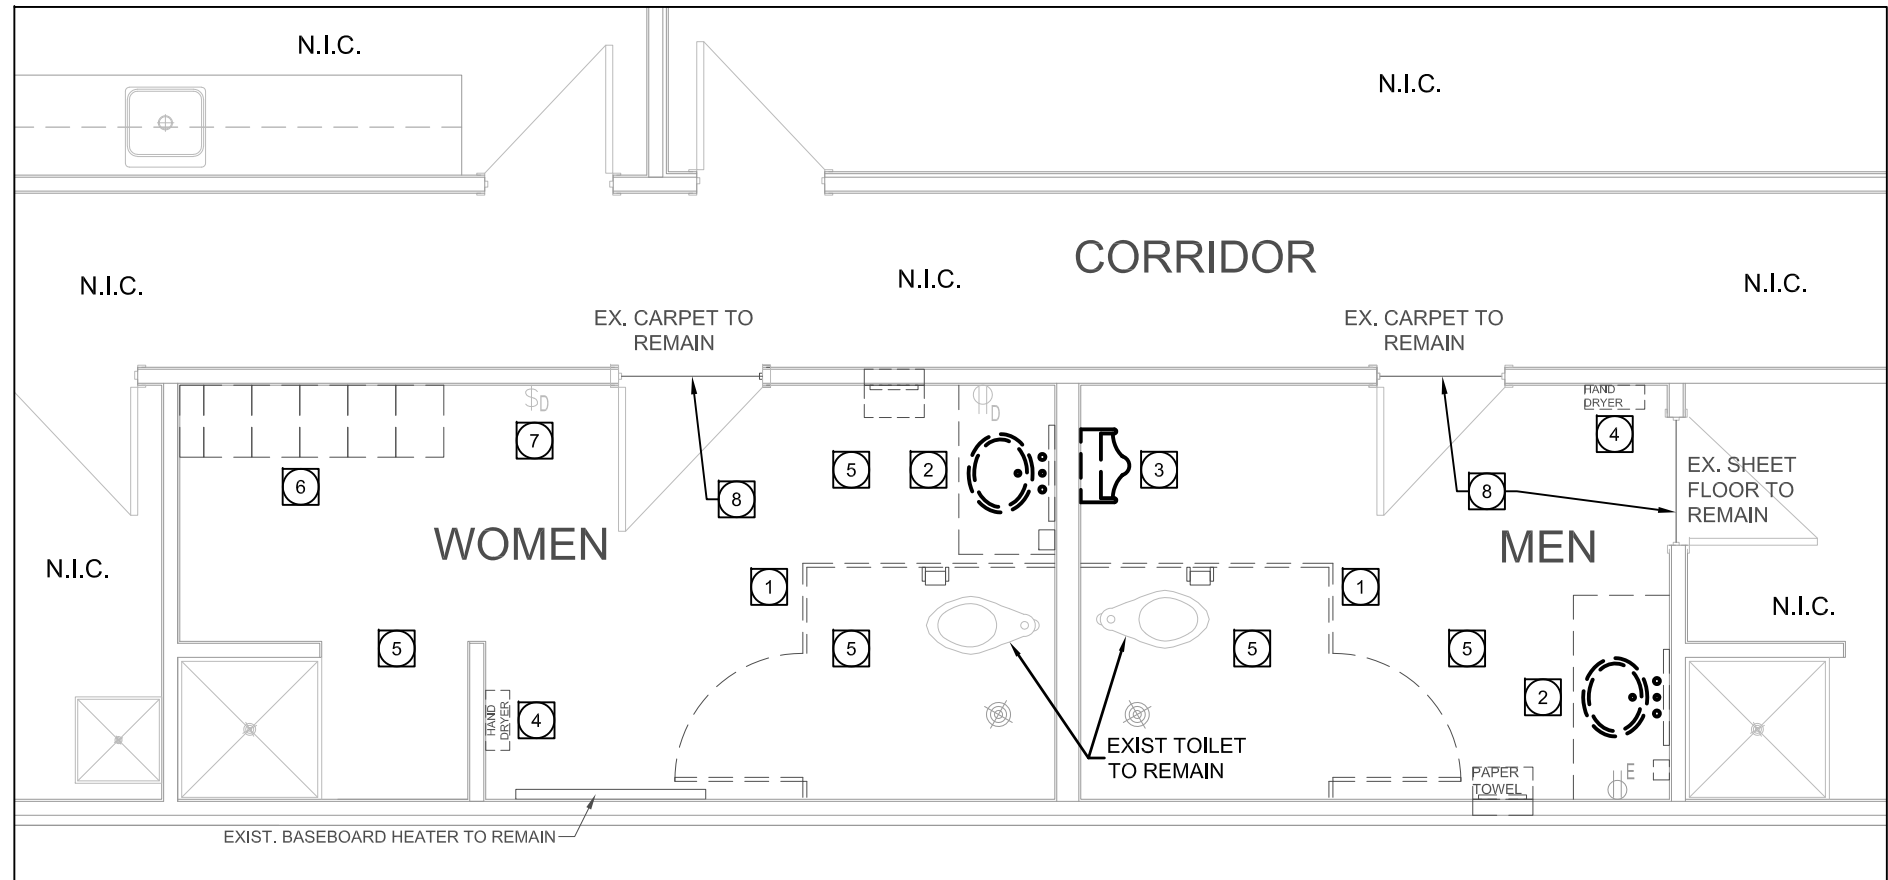 N.I.C.
N.I.C.
CORRIDOR
N.I.C.
N.I.C.
N.I.C.
EX. CARPET TO
REMAIN
EX. CARPET TO
REMAIN
$D
D
HAND
DRYER
7
4
5
2
3
6
8
8
EX. SHEET
FLOOR TO
REMAIN
WOMEN
MEN
N.I.C.
1
1
N.I.C.
5
5
5
5
2
HAND
DRYER
4
EXIST TOILET
TO REMAIN
PAPER
TOWEL
E
EXIST. BASEBOARD HEATER TO REMAIN